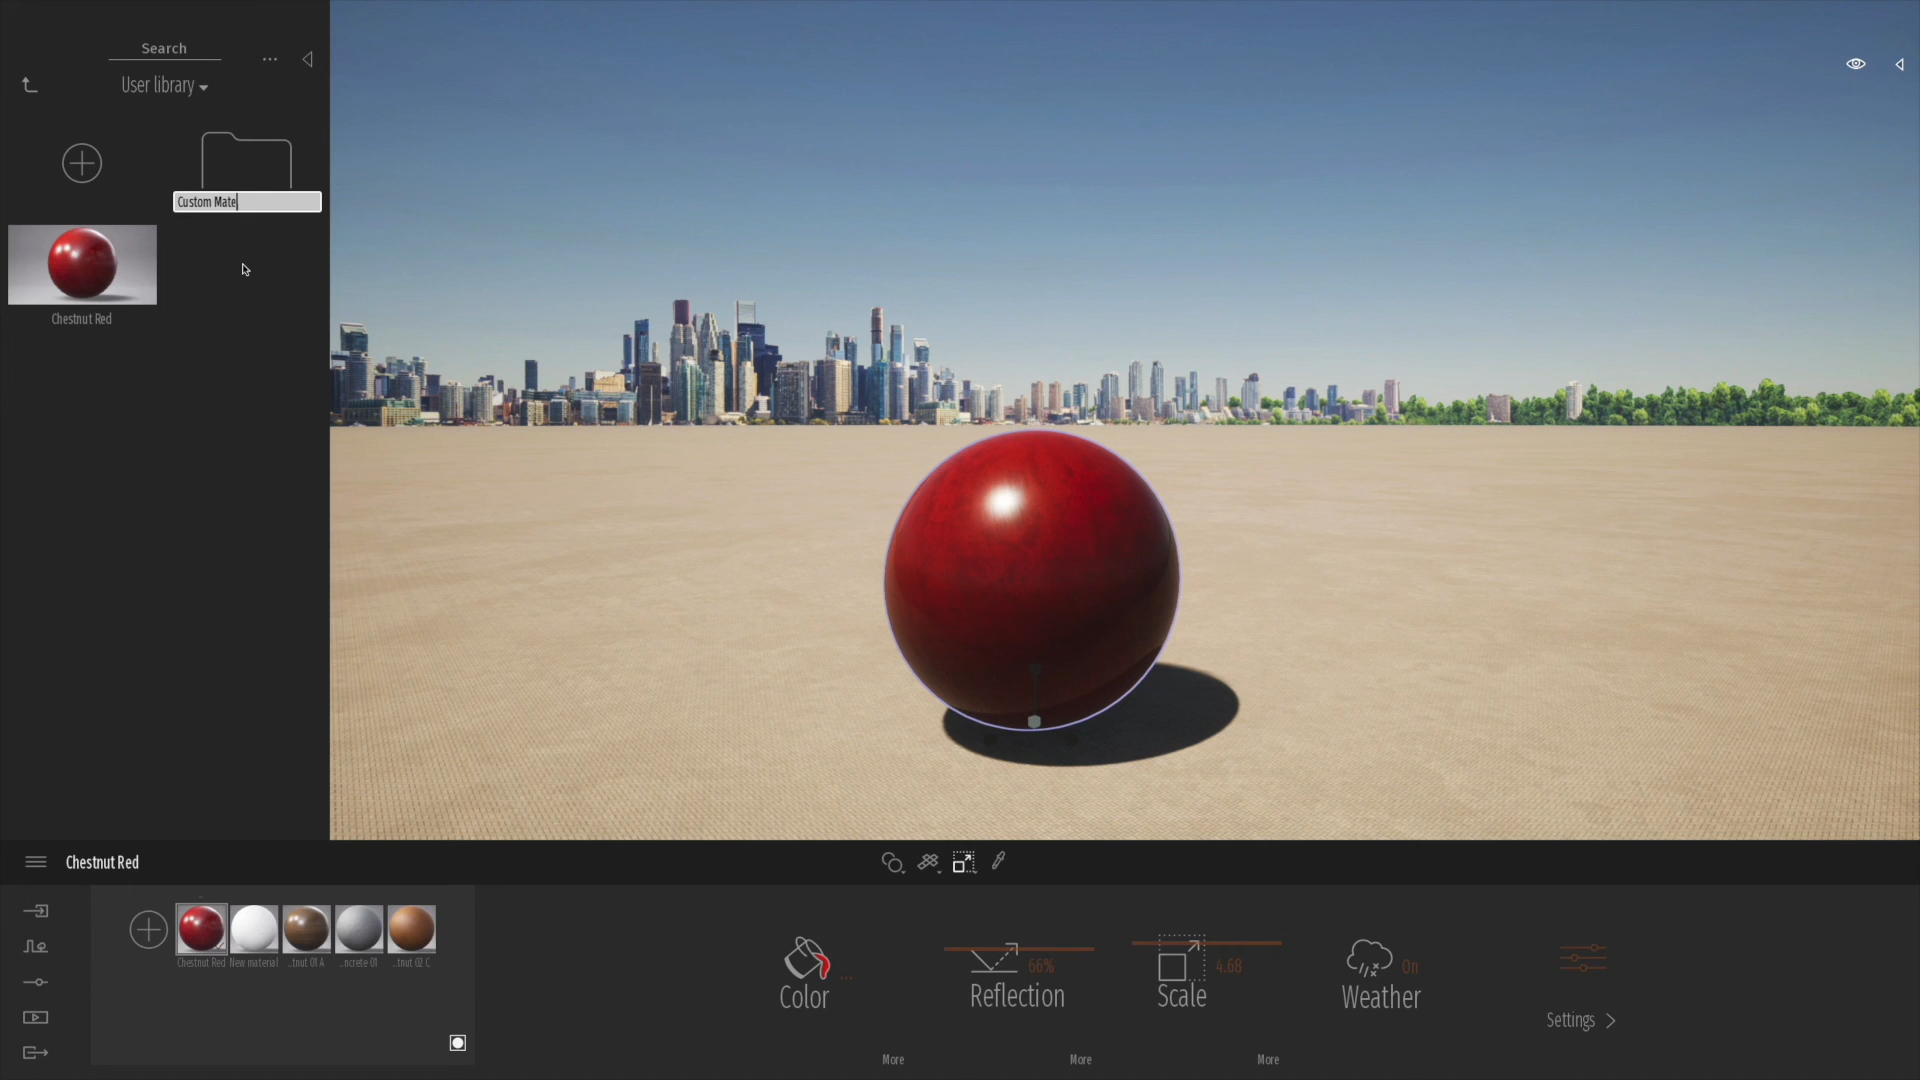 Search
...
User library
Custom Mate
Chestnut Red
Chestnut Red
Chestnut Red
New material
..tnut 01 A
..ncrete 01
..tnut 02 C
Color
...
66%
Reflection
4.68
Scale
On
Weather
Settings
More
More
More